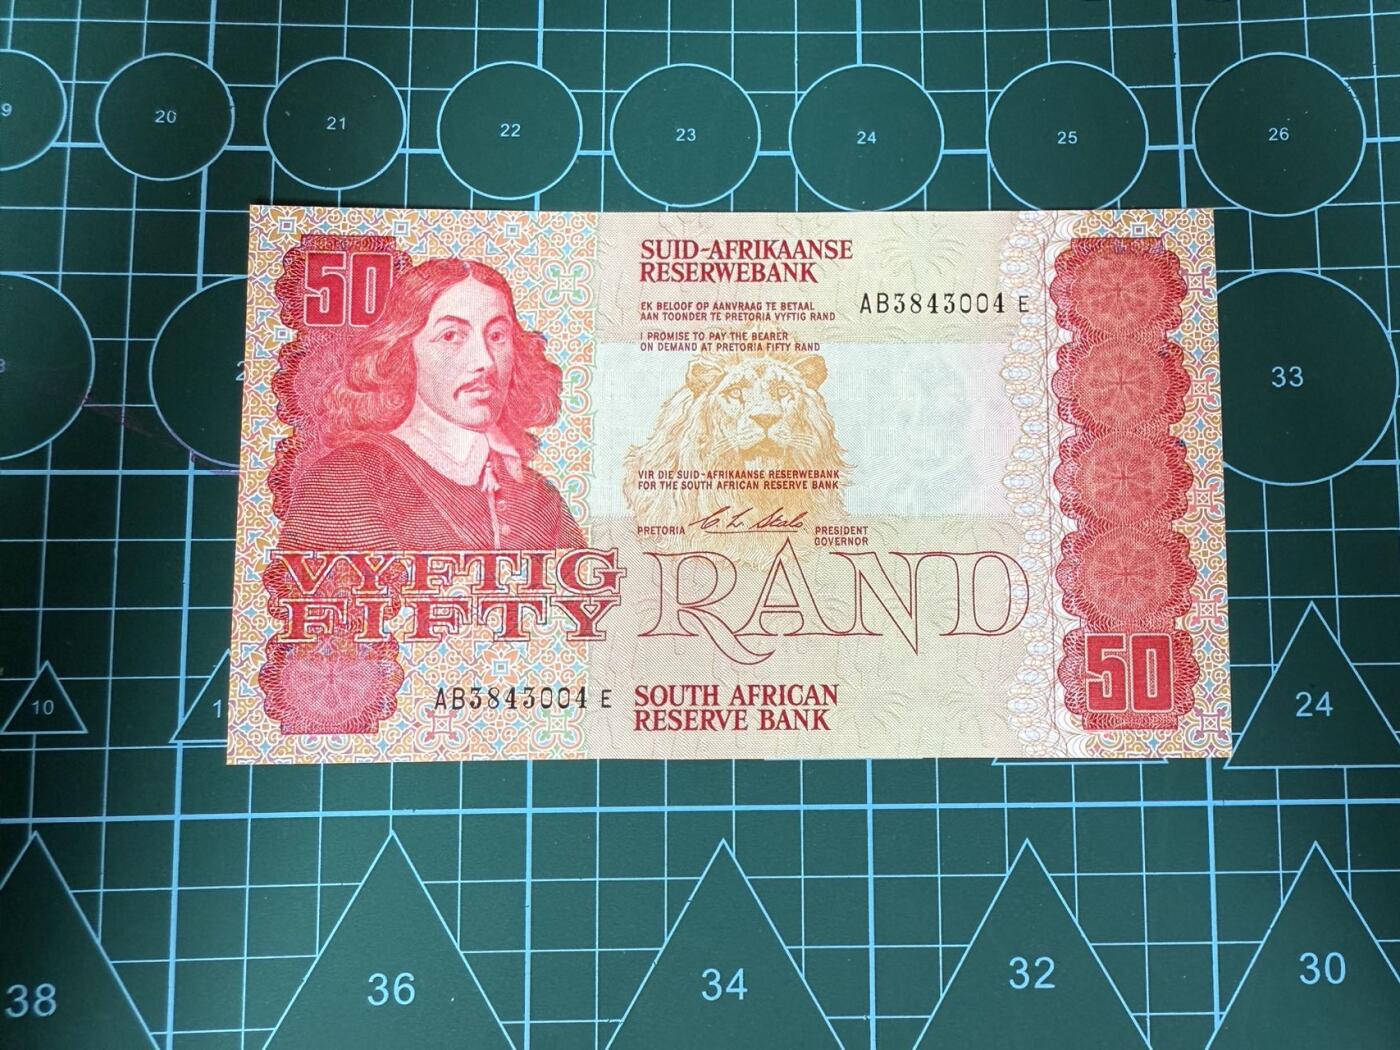 9
20
21
22
23
24
25
26
50
SUID-AFRIKAANSE
RESERWEBANK
EK BELOOF OP AANVRAAG TE BETAAL
AAN TOONDER TE PRETORIA VYFTIG RAND
AB3843004 E
I PROMISE TO PAY THE BEARER
ON DEMAND AT PRETORIA FIFTY RAND
33
VIR DIE SUID-AFRIKAANSE RESERWEBANK
FOR THE SOUTH AFRICAN RESERVE BANK
PRETORIA
PRESIDENT
GOVERNOR
VYFTIG
FIFTY
RAND
50
AB3843004 E
SOUTH AFRICAN
RESERVE BANK
10
24
38
36
34
32
30